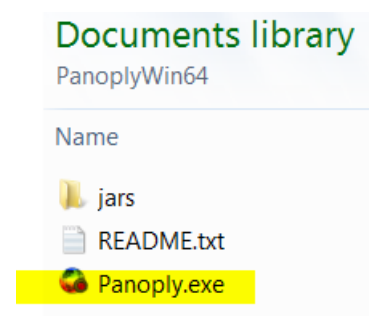 Documents library
PanoplyWin64
Name
jars
README.txt
Panoply.exe